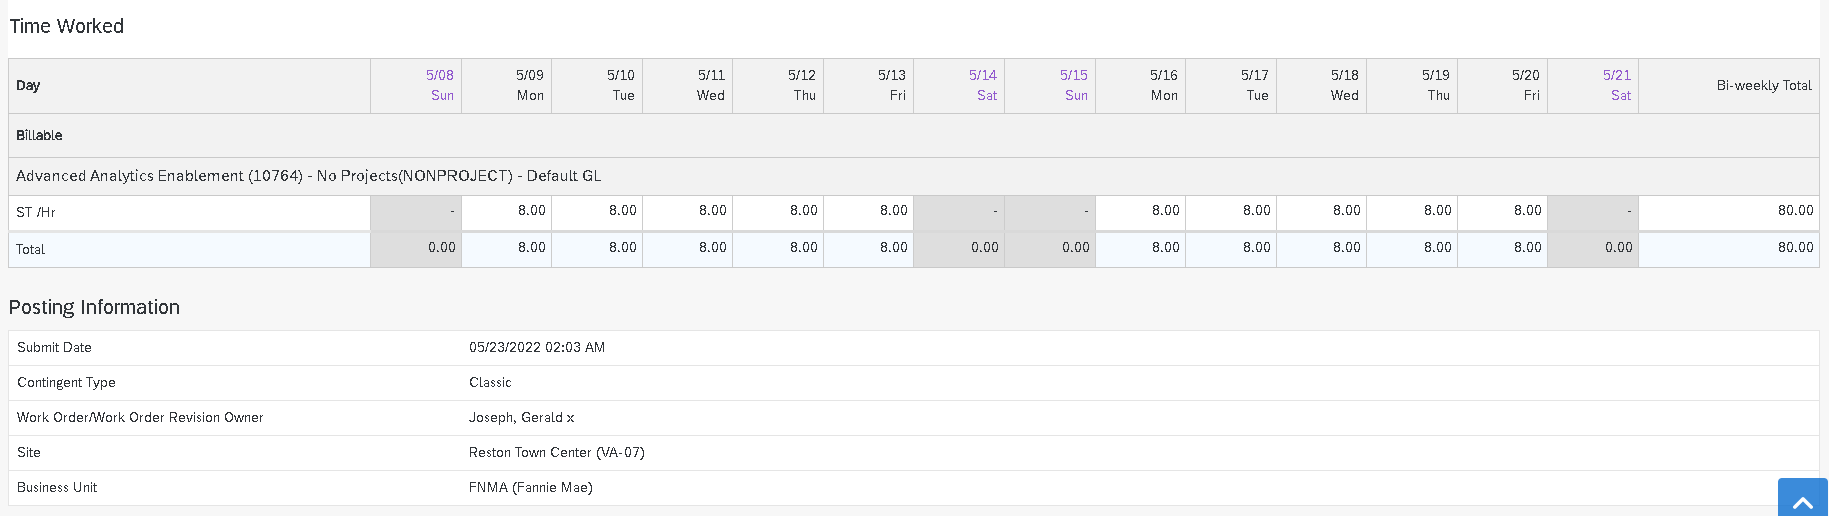 Time Worked
Day 5/08 Sun 5/09 Mon 5/10 Tue 5/11 Wed 5/12 Thu 5/13 Fri 5/14 Sat 5/15 Sun 5/16 Mon 5/17 Tue 5/18 Wed 5/19 Thu 5/20 Fri 5/21 Sat Bi-weekly Total
Billable
Advanced Analytics Enablement (10764) - No Projects(NONPROJECT) - Default GL
ST /Hr - 8.00 8.00 8.00 8.00 8.00 - - 8.00 8.00 8.00 8.00 8.00 - 80.00
Total 0.00 8.00 8.00 8.00 8.00 8.00 0.00 0.00 8.00 8.00 8.00 8.00 8.00 0.00 80.00
Posting Information
Submit Date 05/23/2022 02:03 AM
Contingent Type Classic
Work Order/Work Order Revision Owner Joseph, Gerald x
Site Reston Town Center (VA-07)
Business Unit FNMA (Fannie Mae)